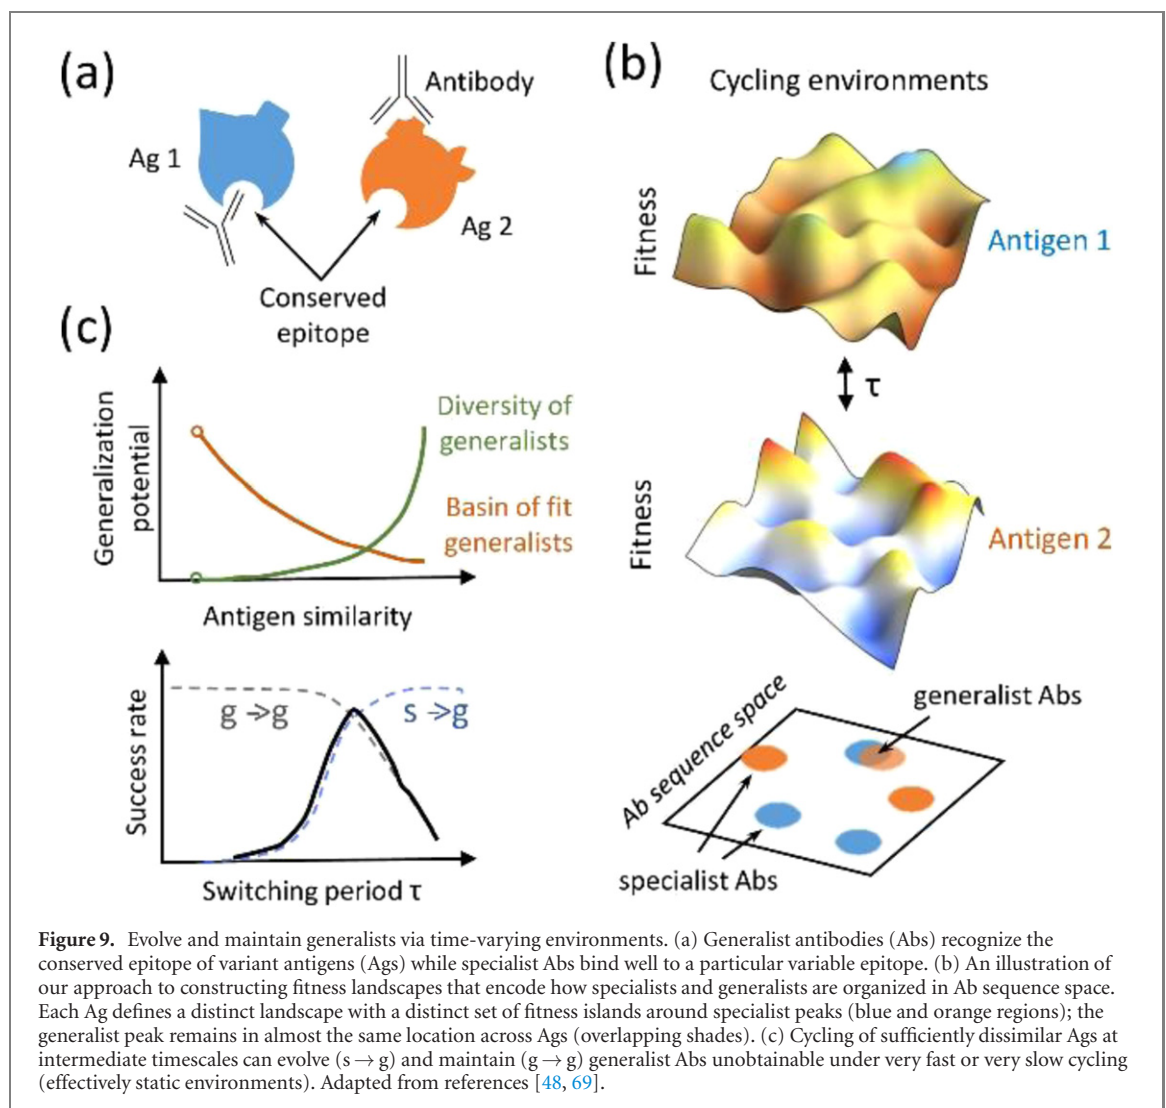 (a)
Antibody
Ag 1
Ag 2
Conserved
epitope
(b)
Cycling environments
Fitness
Antigen 1
τ
Fitness
Antigen 2
Ab sequence space
generalist Abs
specialist Abs
(c)
Generalization
potential
Diversity of
generalists
Basin of fit
generalists
Antigen similarity
Success rate
g →g
s →g
Switching period τ
Figure 9. Evolve and maintain generalists via time-varying environments. (a) Generalist antibodies (Abs) recognize the
conserved epitope of variant antigens (Ags) while specialist Abs bind well to a particular variable epitope. (b) An illustration of
our approach to constructing fitness landscapes that encode how specialists and generalists are organized in Ab sequence space.
Each Ag defines a distinct landscape with a distinct set of fitness islands around specialist peaks (blue and orange regions); the
generalist peak remains in almost the same location across Ags (overlapping shades). (c) Cycling of sufficiently dissimilar Ags at
intermediate timescales can evolve (s → g) and maintain (g → g) generalist Abs unobtainable under very fast or very slow cycling
(effectively static environments). Adapted from references [48, 69].